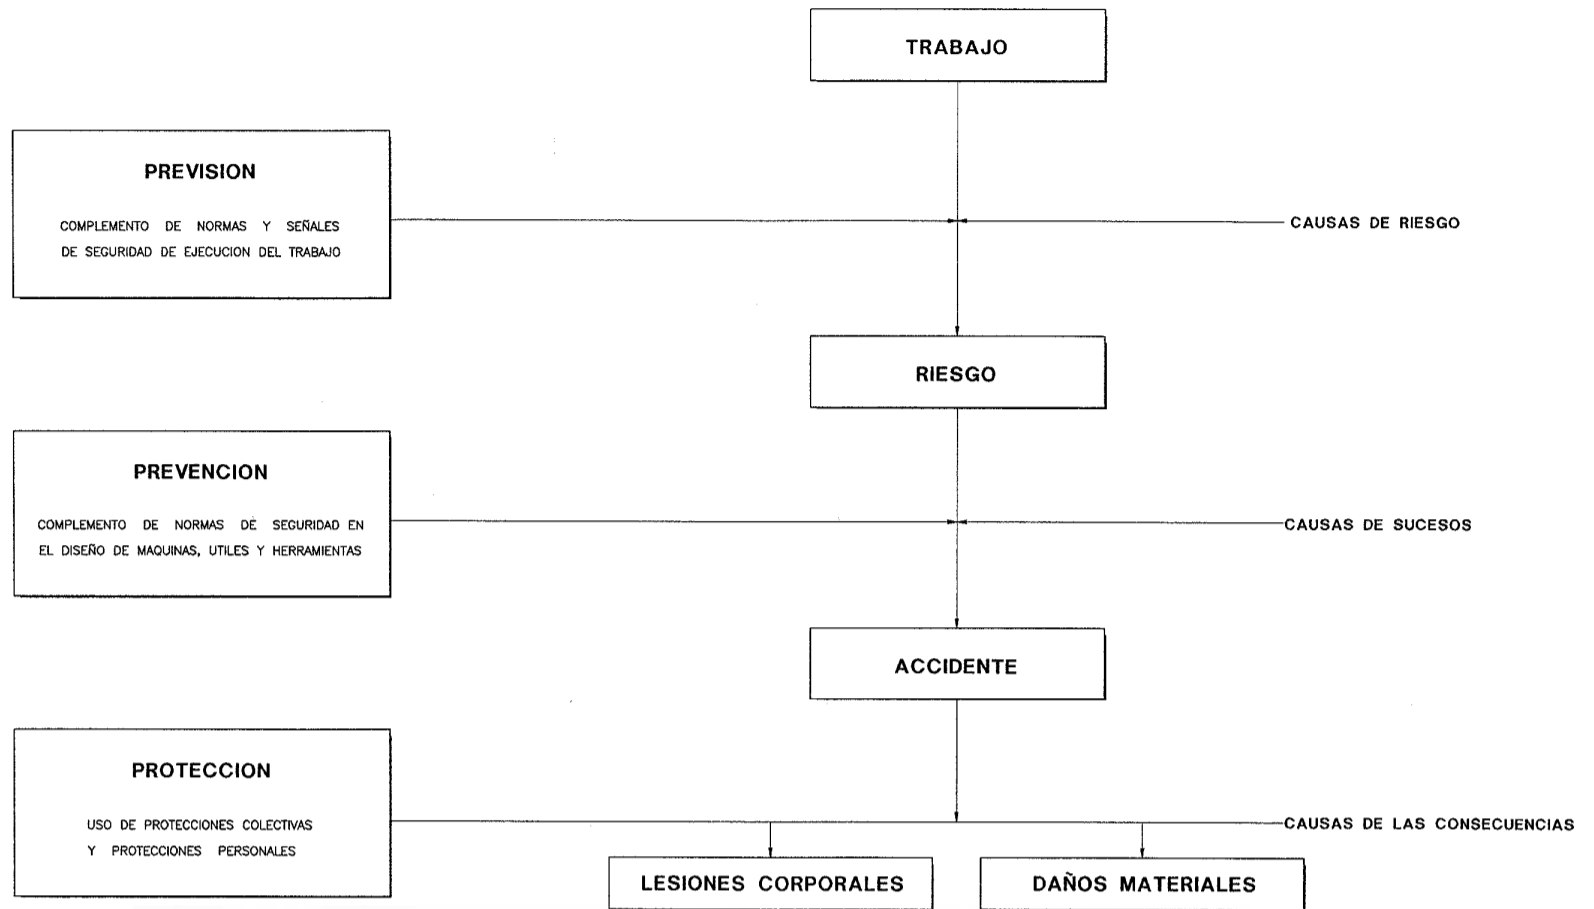 TRABAJO
PREVISION
COMPLEMENTO DE NORMAS Y SEÑALES
DE SEGURIDAD DE EJECUCION DEL TRABAJO
CAUSAS DE RIESGO
RIESGO
PREVENCION
COMPLEMENTO DE NORMAS DE SEGURIDAD EN
EL DISEÑO DE MAQUINAS, UTILES Y HERRAMIENTAS
CAUSAS DE SUCESOS
ACCIDENTE
PROTECCION
USO DE PROTECCIONES COLECTIVAS
Y PROTECCIONES PERSONALES
CAUSAS DE LAS CONSECUENCIAS
LESIONES CORPORALES
DAÑOS MATERIALES